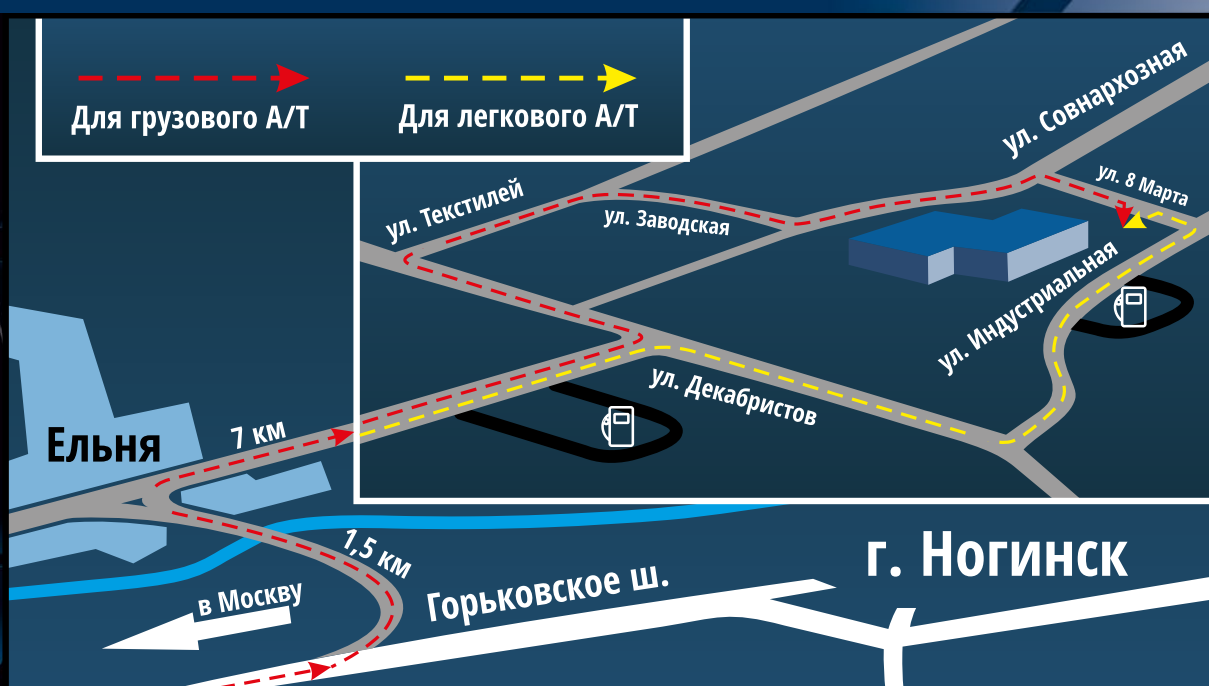 Для грузового А/Т
Для легкового А/Т
ул. Совнархозная
ул. 8 Марта
ул. Текстилей
ул. Заводская
ул. Индустриальная
ул. Декабристов
Ельня
7 км
1,5 км
в Москву
Горьковское ш.
г. Ногинск